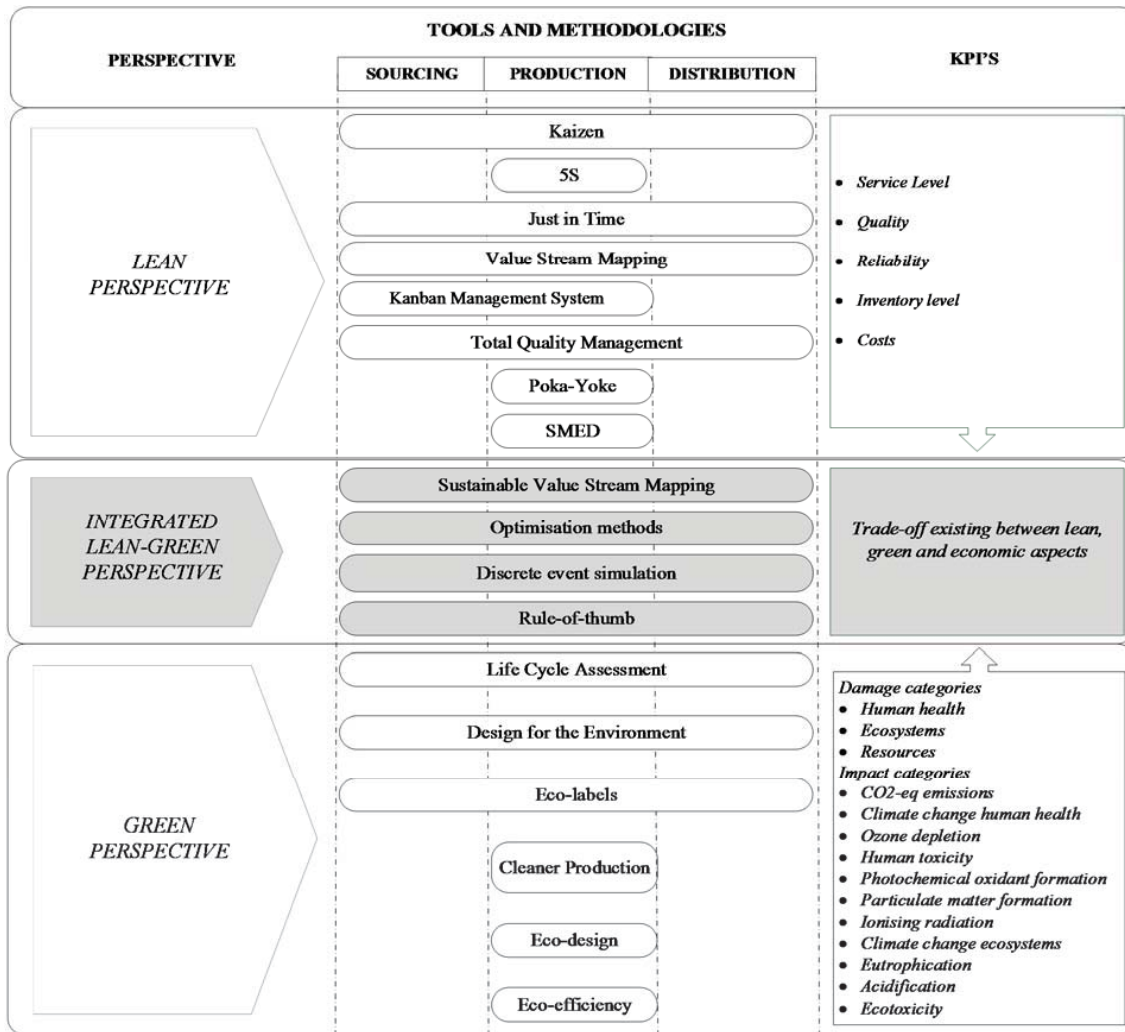 TOOLS AND METHODOLOGIES
PERSPECTIVE
KPI'S
SOURCING
PRODUCTION
DISTRIBUTION
LEAN
PERSPECTIVE
Kaizen
5S
Just in Time
Value Stream Mapping
Kanban Management System
Total Quality Management
Poka-Yoke
SMED
• Service Level
• Quality
• Reliability
• Inventory level
• Costs
INTEGRATED
LEAN-GREEN
PERSPECTIVE
Sustainable Value Stream Mapping
Optimisation methods
Discrete event simulation
Rule-of-thumb
Trade-off existing between lean,
green and economic aspects
GREEN
PERSPECTIVE
Life Cycle Assessment
Design for the Environment
Eco-labels
Cleaner Production
Eco-design
Eco-efficiency
Damage categories
• Human health
• Ecosystems
• Resources
Impact categories
• CO2-eq emissions
• Climate change human health
• Ozone depletion
• Human toxicity
• Photochemical oxidant formation
• Particulate matter formation
• Ionising radiation
• Climate change ecosystems
• Eutrophication
• Acidification
• Ecotoxicity